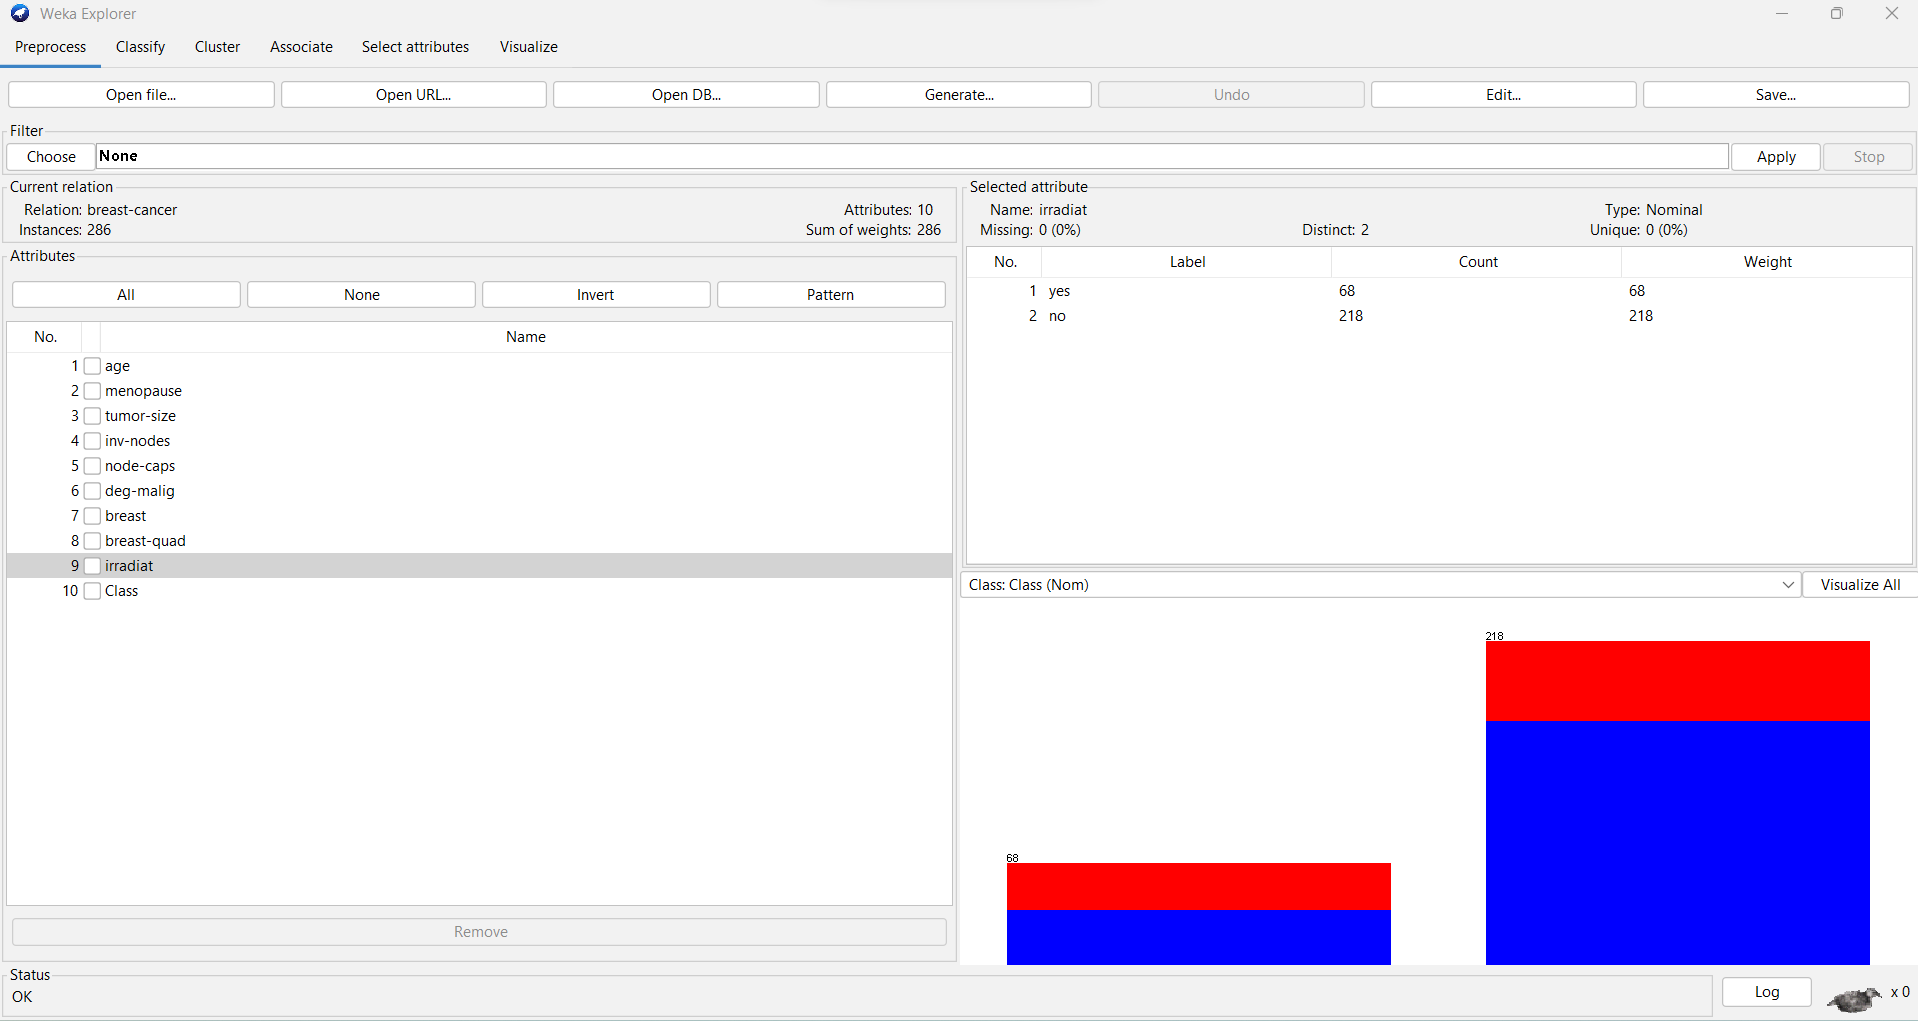 Weka Explorer
Preprocess Classify Cluster Associate Select attributes Visualize
Open file... Open URL... Open DB... Generate... Undo Edit... Save...
Filter
Choose None Apply Stop
Current relation
Relation: breast-cancer Attributes: 10
Instances: 286 Sum of weights: 286
Attributes
All None Invert Pattern
No. Name
1 age
2 menopause
3 tumor-size
4 inv-nodes
5 node-caps
6 deg-malig
7 breast
8 breast-quad
9 irradiat
10 Class
Remove
Selected attribute
Name: irradiat Type: Nominal
Missing: 0 (0%) Distinct: 2 Unique: 0 (0%)
No. Label Count Weight
1 yes 68 68
2 no 218 218
Class: Class (Nom) Visualize All
218
68
Status
OK
Log x 0